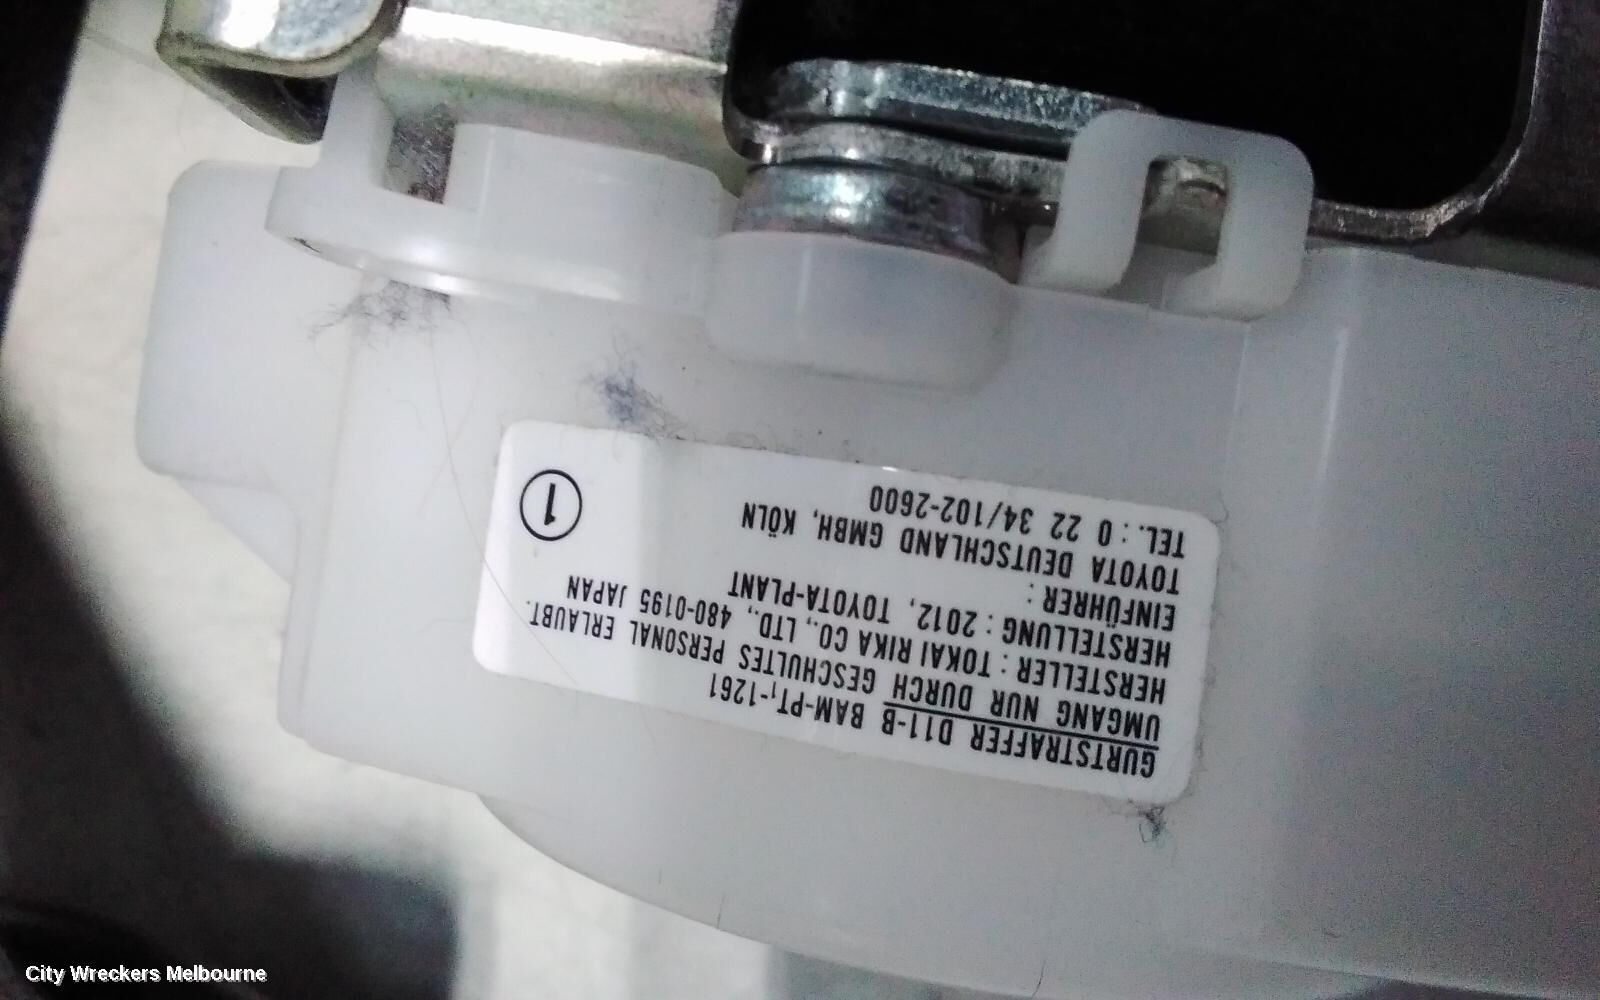 GURTSTRAFFER D11-B BAM-PT₁-1261
UMGANG NUR DURCH GESCHULTES PERSONAL ERLAUBT.
HERSTELLER : TOKAI RIKA CO., LTD., 480-0195 JAPAN
HERSTELLUNG : 2012, TOYOTA-PLANT
EINFÜHRER :
TOYOTA DEUTSCHLAND GMBH, KÖLN
TEL. : 0 22 34/102-2600
1
City Wreckers Melbourne